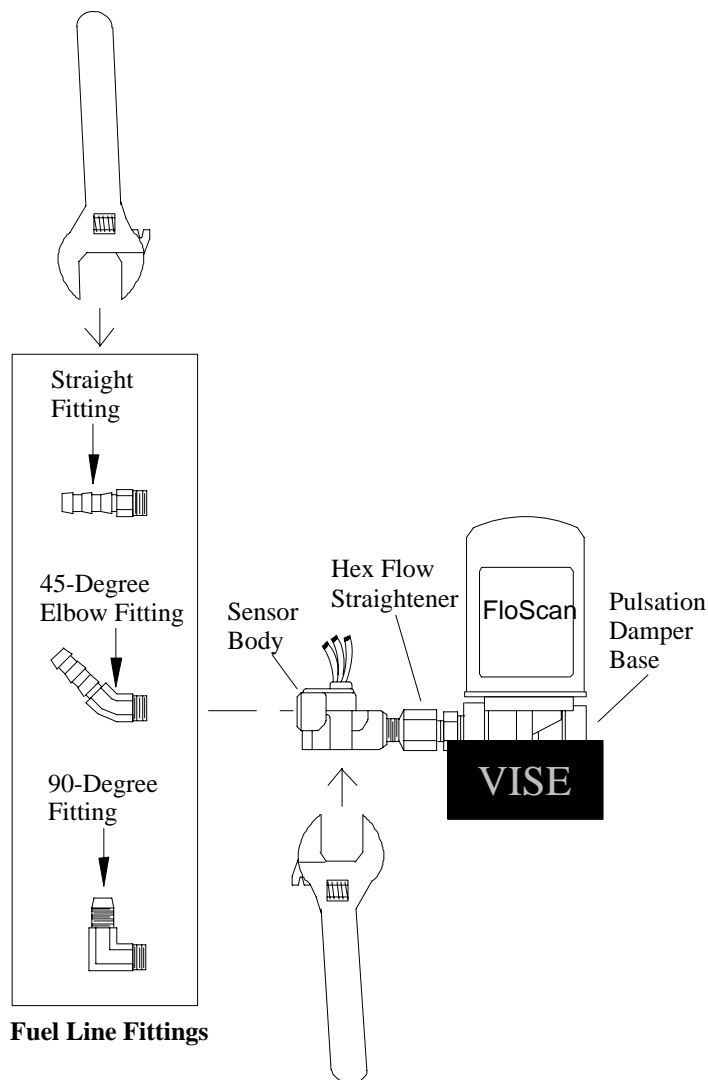 Straight
Fitting
45-Degree
Elbow Fitting
90-Degree
Fitting
Fuel Line Fittings
Sensor
Body
Hex Flow
Straightener
FloScan
Pulsation
Damper
Base
VISE